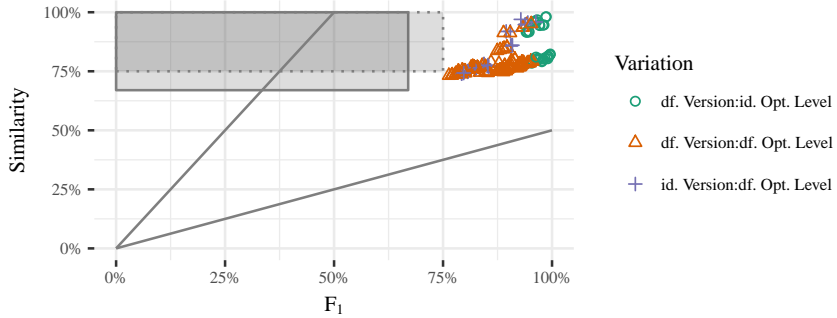 100%
75%
50%
25%
0%
Similarity
0%
25%
50%
75%
100%
F1
Variation
df. Version:id. Opt. Level
df. Version:df. Opt. Level
id. Version:df. Opt. Level